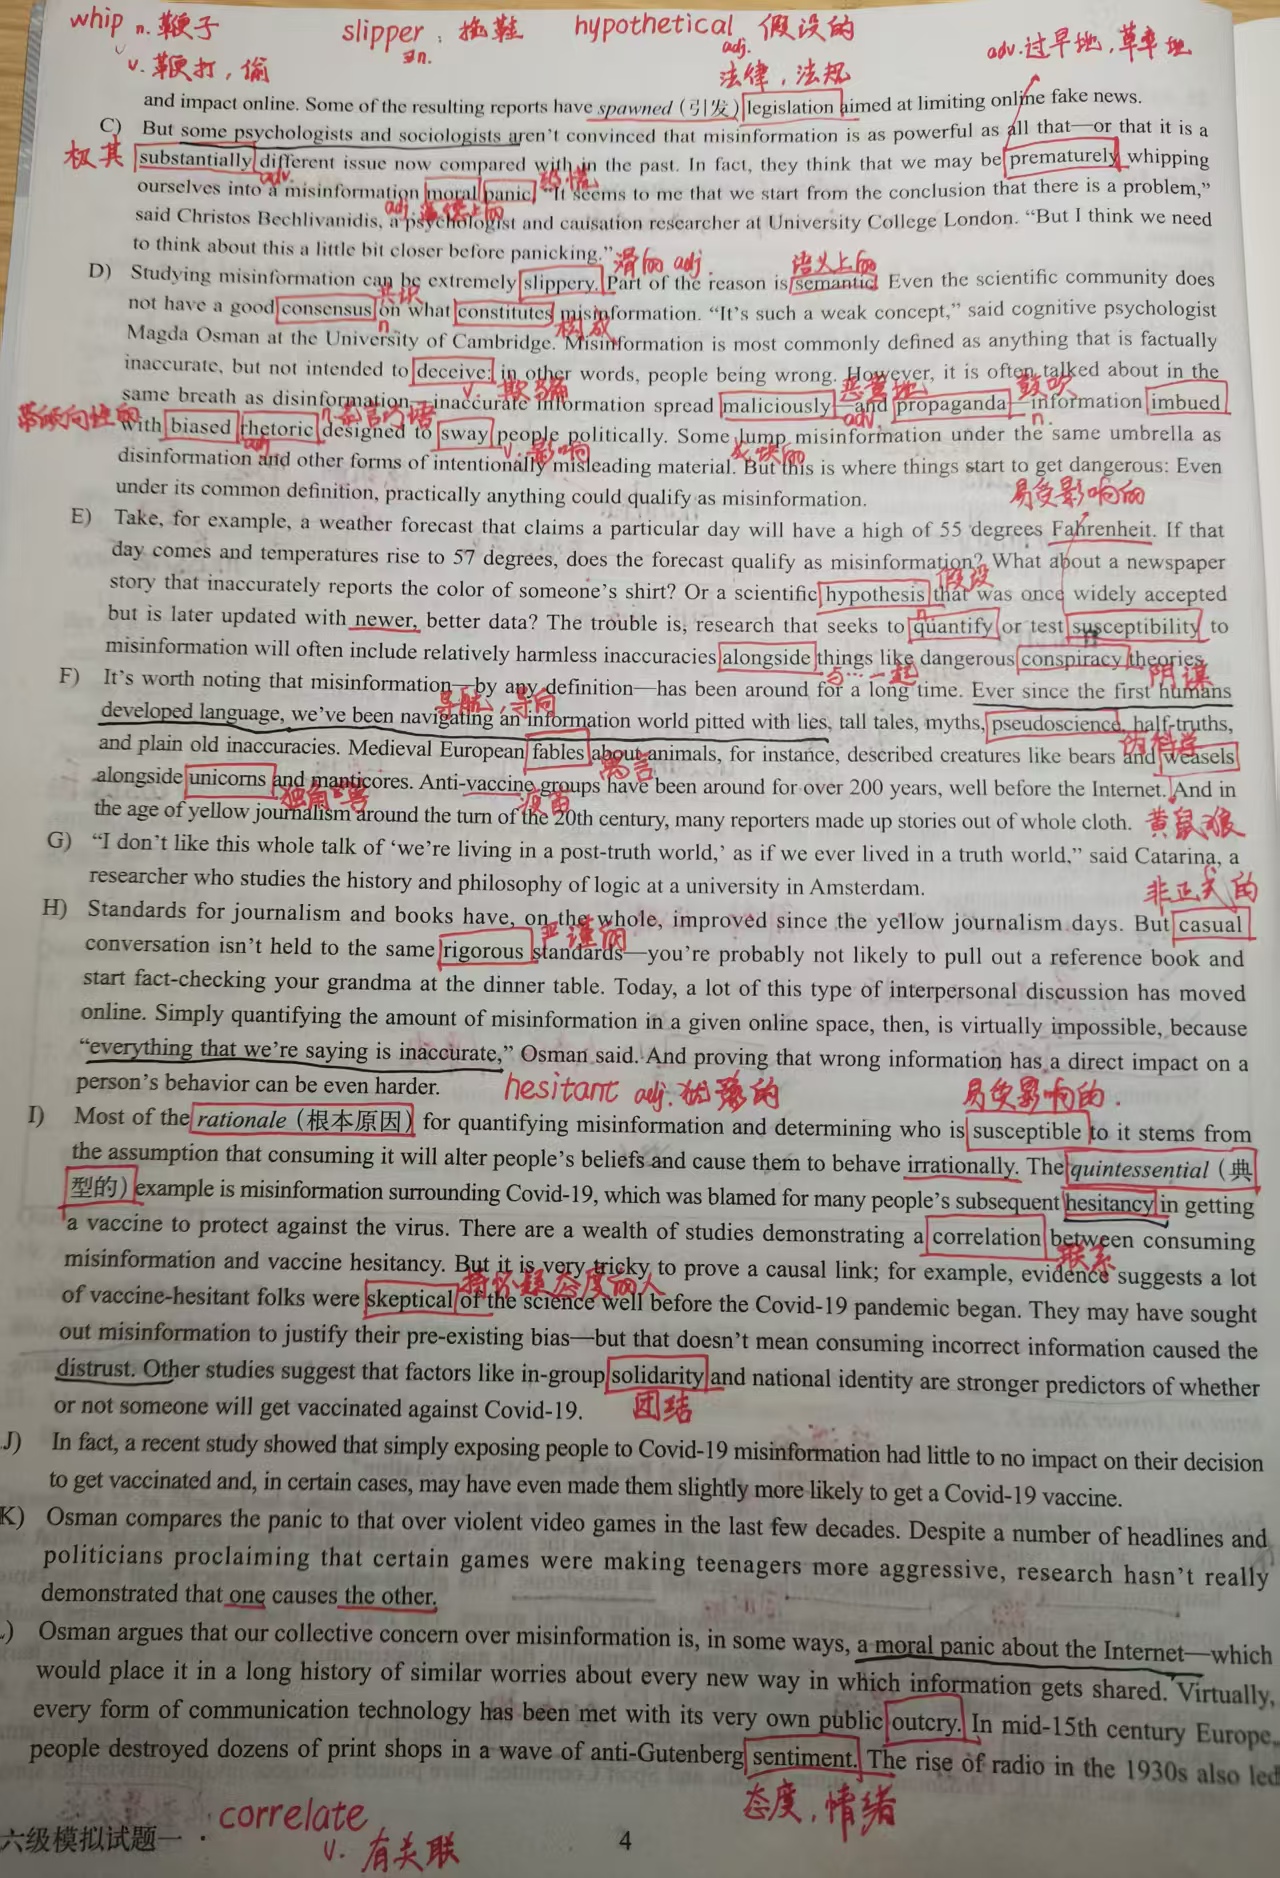 whip n. 鞭子
v. 鞭打，偷
slipper: 拖鞋
n.
hypothetical 假设的
adj.
法律，法规
adv.过早地，草率地
and impact online. Some of the resulting reports have spawned (引发) legislation aimed at limiting online fake news.
C) But some psychologists and sociologists aren't convinced that misinformation is as powerful as all that—or that it is a
极其
substantially different issue now compared with in the past. In fact, they think that we may be prematurely whipping
adv.
恐慌
ourselves into a misinformation moral panic. "It seems to me that we start from the conclusion that there is a problem,"
adj. 道德上的
said Christos Bechlivanidis, a psychologist and causation researcher at University College London. "But I think we need
to think about this a little bit closer before panicking."
滑的 adj.
语义上的
D) Studying misinformation can be extremely slippery. Part of the reason is semantic. Even the scientific community does
共识
not have a good consensus on what constitutes misinformation. "It's such a weak concept," said cognitive psychologist
n
构成
Magda Osman at the University of Cambridge. Misinformation is most commonly defined as anything that is factually
inaccurate, but not intended to deceive: in other words, people being wrong. However, it is often talked about in the
v. 欺骗
恶意地
鼓吹
same breath as disinformation—inaccurate information spread maliciously—and propaganda—information imbued
带倾向性的
n 花言巧语
adv.
n.
with biased rhetoric designed to sway people politically. Some lump misinformation under the same umbrella as
adj
v. 影响
成块的
disinformation and other forms of intentionally misleading material. But this is where things start to get dangerous: Even
under its common definition, practically anything could qualify as misinformation.
易受影响的
E) Take, for example, a weather forecast that claims a particular day will have a high of 55 degrees Fahrenheit. If that
day comes and temperatures rise to 57 degrees, does the forecast qualify as misinformation? What about a newspaper
假设
story that inaccurately reports the color of someone's shirt? Or a scientific hypothesis that was once widely accepted
n
but is later updated with newer, better data? The trouble is, research that seeks to quantify or test susceptibility to
n
misinformation will often include relatively harmless inaccuracies alongside things like dangerous conspiracy theories.
与…一起
阴谋
F) It's worth noting that misinformation—by any definition—has been around for a long time. Ever since the first humans
导航，导向
developed language, we've been navigating an information world pitted with lies, tall tales, myths, pseudoscience, half-truths,
伪科学
and plain old inaccuracies. Medieval European fables about animals, for instance, described creatures like bears and weasels
寓言
alongside unicorns and manticores. Anti-vaccine groups have been around for over 200 years, well before the Internet. And in
独角兽
疫苗
the age of yellow journalism around the turn of the 20th century, many reporters made up stories out of whole cloth.
黄鼠狼
G) "I don't like this whole talk of 'we're living in a post-truth world,' as if we ever lived in a truth world," said Catarina, a
researcher who studies the history and philosophy of logic at a university in Amsterdam.
非正式的
H) Standards for journalism and books have, on the whole, improved since the yellow journalism days. But casual
严谨的
conversation isn't held to the same rigorous standards—you're probably not likely to pull out a reference book and
start fact-checking your grandma at the dinner table. Today, a lot of this type of interpersonal discussion has moved
online. Simply quantifying the amount of misinformation in a given online space, then, is virtually impossible, because
"everything that we're saying is inaccurate," Osman said. And proving that wrong information has a direct impact on a
person's behavior can be even harder.
hesitant adj. 犹豫的
易受影响的.
I) Most of the rationale (根本原因) for quantifying misinformation and determining who is susceptible to it stems from
the assumption that consuming it will alter people's beliefs and cause them to behave irrationally. The quintessential (典
型的) example is misinformation surrounding Covid-19, which was blamed for many people's subsequent hesitancy in getting
a vaccine to protect against the virus. There are a wealth of studies demonstrating a correlation between consuming
联系
misinformation and vaccine hesitancy. But it is very tricky to prove a causal link; for example, evidence suggests a lot
持怀疑态度的人
of vaccine-hesitant folks were skeptical of the science well before the Covid-19 pandemic began. They may have sought
out misinformation to justify their pre-existing bias—but that doesn't mean consuming incorrect information caused the
distrust. Other studies suggest that factors like in-group solidarity and national identity are stronger predictors of whether
团结
or not someone will get vaccinated against Covid-19.
J) In fact, a recent study showed that simply exposing people to Covid-19 misinformation had little to no impact on their decision
to get vaccinated and, in certain cases, may have even made them slightly more likely to get a Covid-19 vaccine.
K) Osman compares the panic to that over violent video games in the last few decades. Despite a number of headlines and
politicians proclaiming that certain games were making teenagers more aggressive, research hasn't really
demonstrated that one causes the other.
) Osman argues that our collective concern over misinformation is, in some ways, a moral panic about the Internet—which
would place it in a long history of similar worries about every new way in which information gets shared. Virtually,
every form of communication technology has been met with its very own public outcry. In mid-15th century Europe,
people destroyed dozens of print shops in a wave of anti-Gutenberg sentiment. The rise of radio in the 1930s also led
态度，情绪
六级模拟试题一 ·
correlate
v. 有关联
4